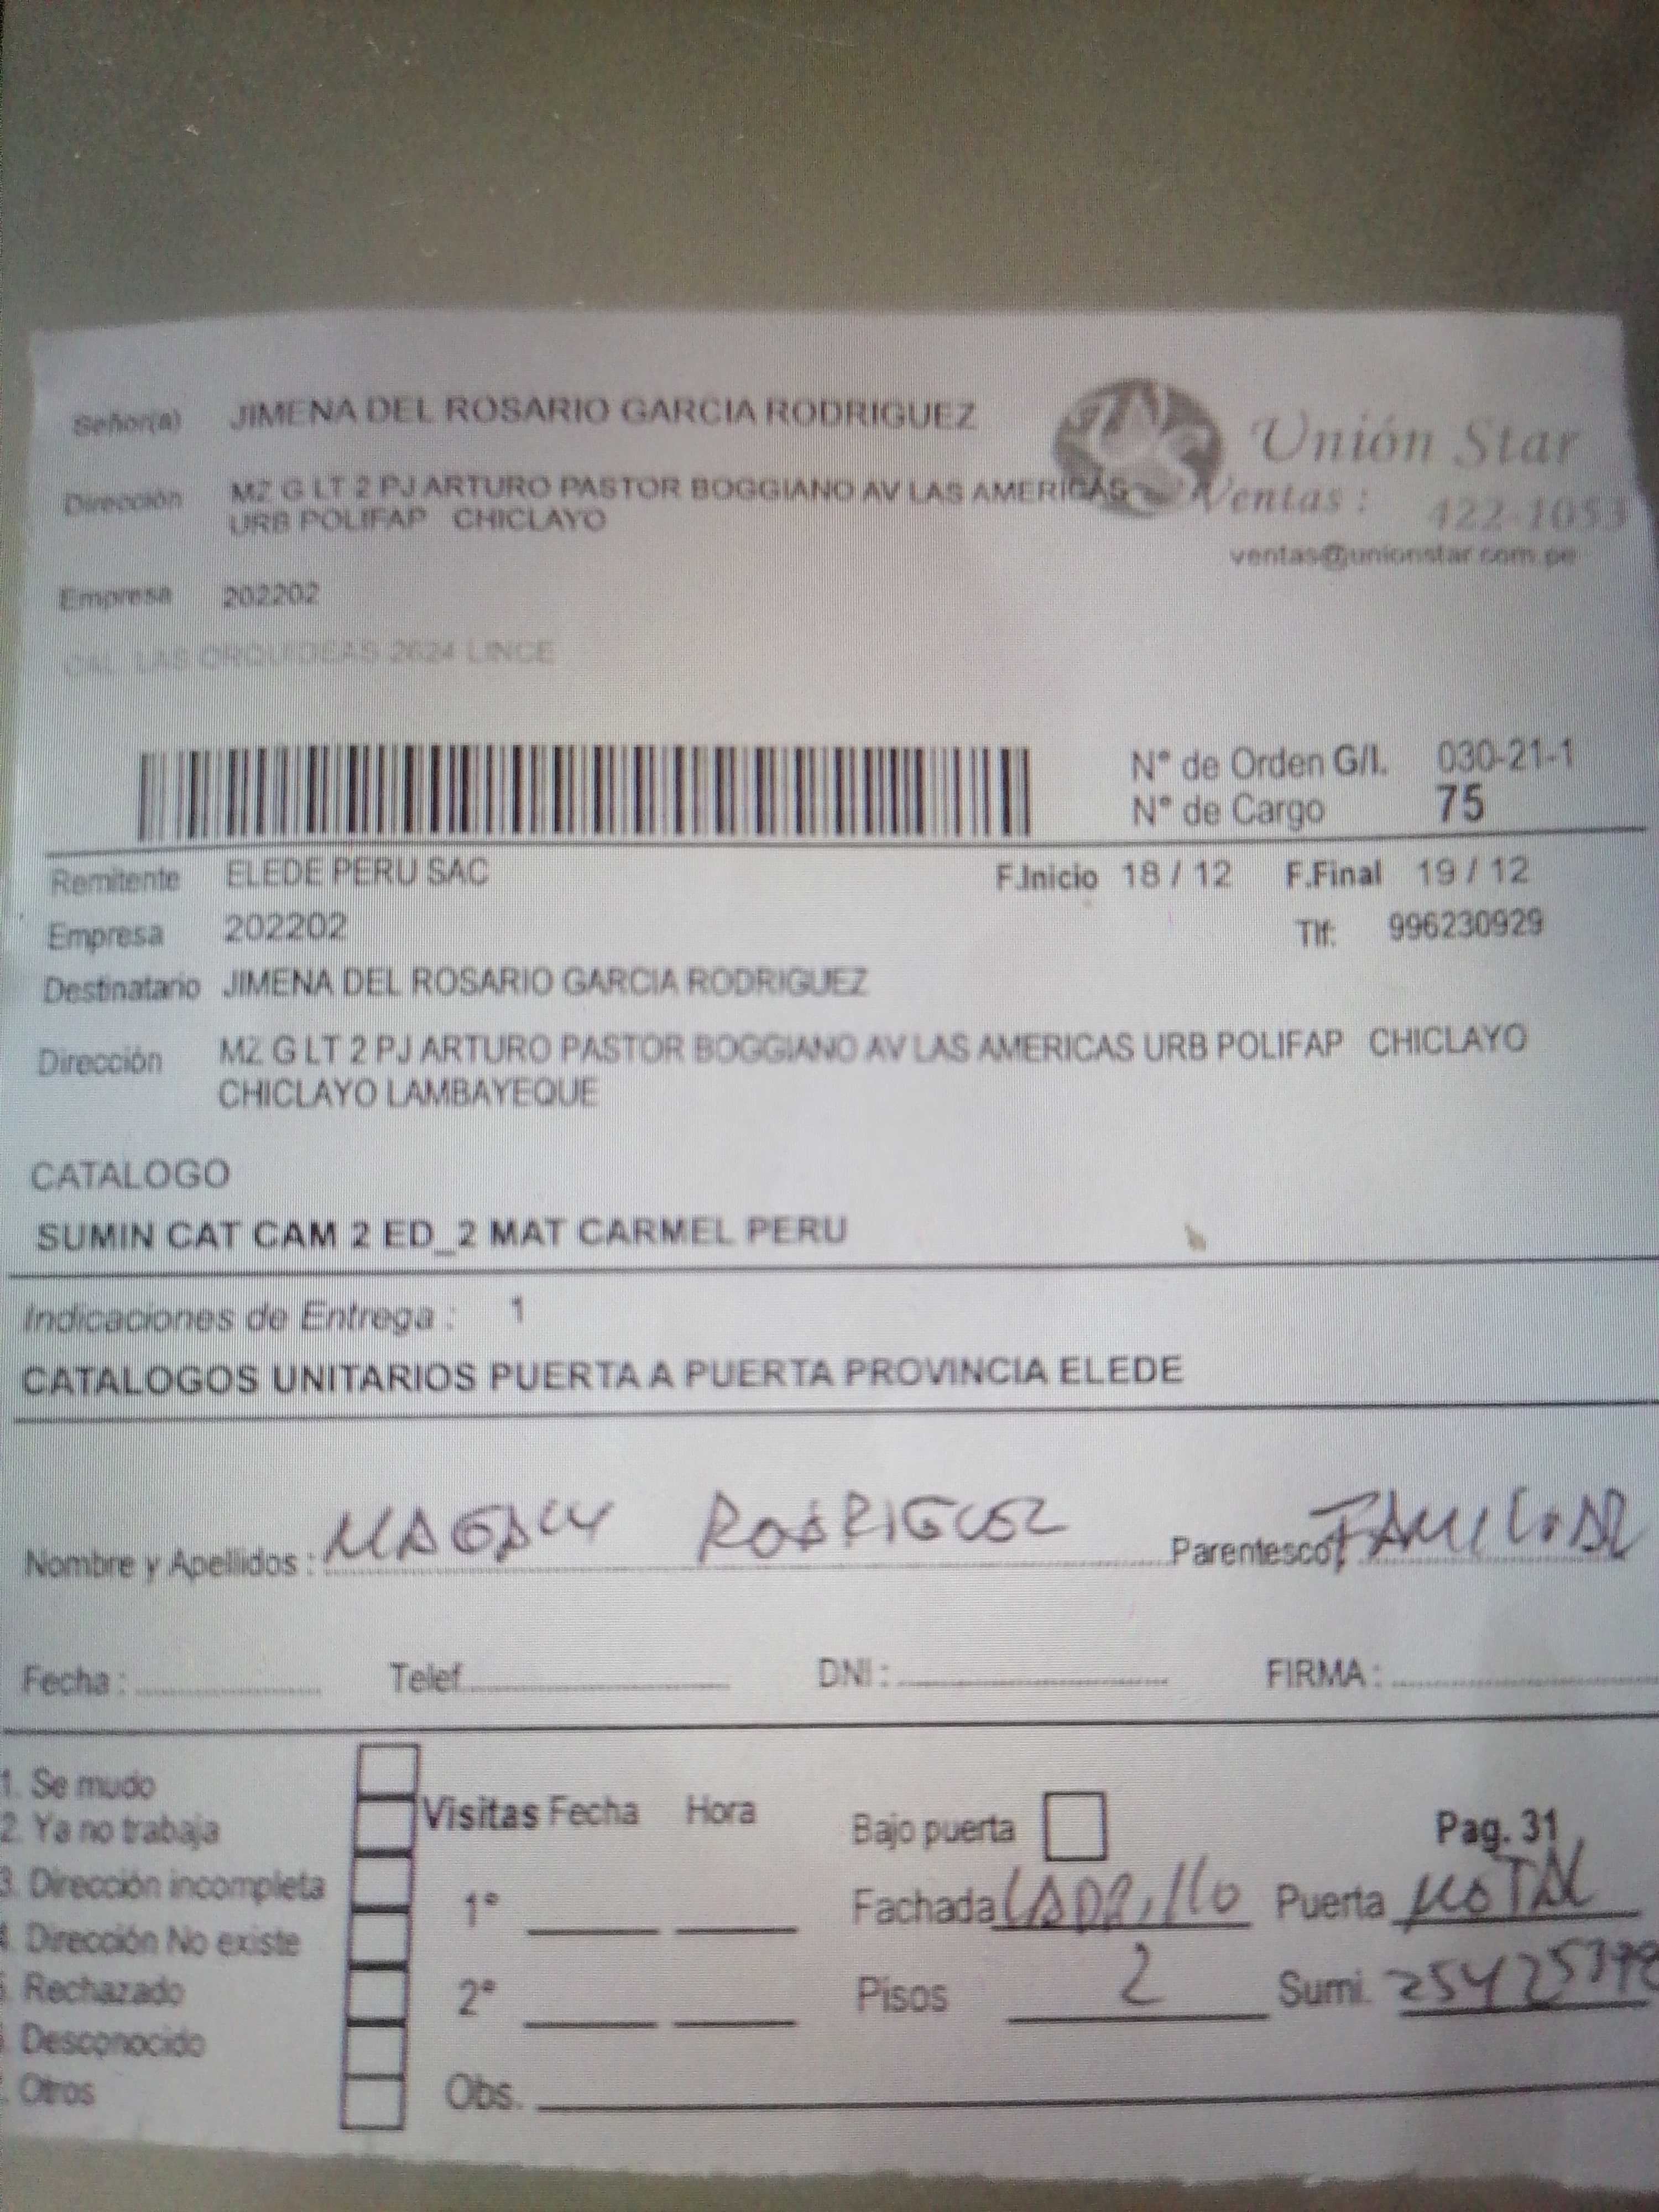 Señor(a) JIMENA DEL ROSARIO GARCIA RODRIGUEZ
Unión Star
Dirección MZ G LT 2 PJ ARTURO PASTOR BOGGIANO AV LAS AMERICAS
URB POLIFAP CHICLAYO
Ventas : 422-1053
ventas@unionstar.com.pe
Empresa 202202
CAL LAS ORQUIDEAS 2624 LINCE
N° de Orden G/I. 030-21-1
N° de Cargo 75
Remitente ELEDE PERU SAC F.Inicio 18 / 12 F.Final 19 / 12
Empresa 202202 Tlf: 996230929
Destinatario JIMENA DEL ROSARIO GARCIA RODRIGUEZ
Dirección MZ G LT 2 PJ ARTURO PASTOR BOGGIANO AV LAS AMERICAS URB POLIFAP CHICLAYO
CHICLAYO LAMBAYEQUE
CATALOGO
SUMIN CAT CAM 2 ED_2 MAT CARMEL PERU
Indicaciones de Entrega : 1
CATALOGOS UNITARIOS PUERTA A PUERTA PROVINCIA ELEDE
Nombre y Apellidos : MAGALY RODRIGUEZ Parentesco FAMILIAR
Fecha : Telef. DNI : FIRMA :
1. Se mudo
2. Ya no trabaja
3. Dirección incompleta
4. Dirección No existe
5. Rechazado
Desconocido
Otros
Visitas Fecha Hora
1°
2°
Obs.
Bajo puerta Pag. 31
Fachada LADRILLO Puerta METAL
Pisos 2 Sumi.